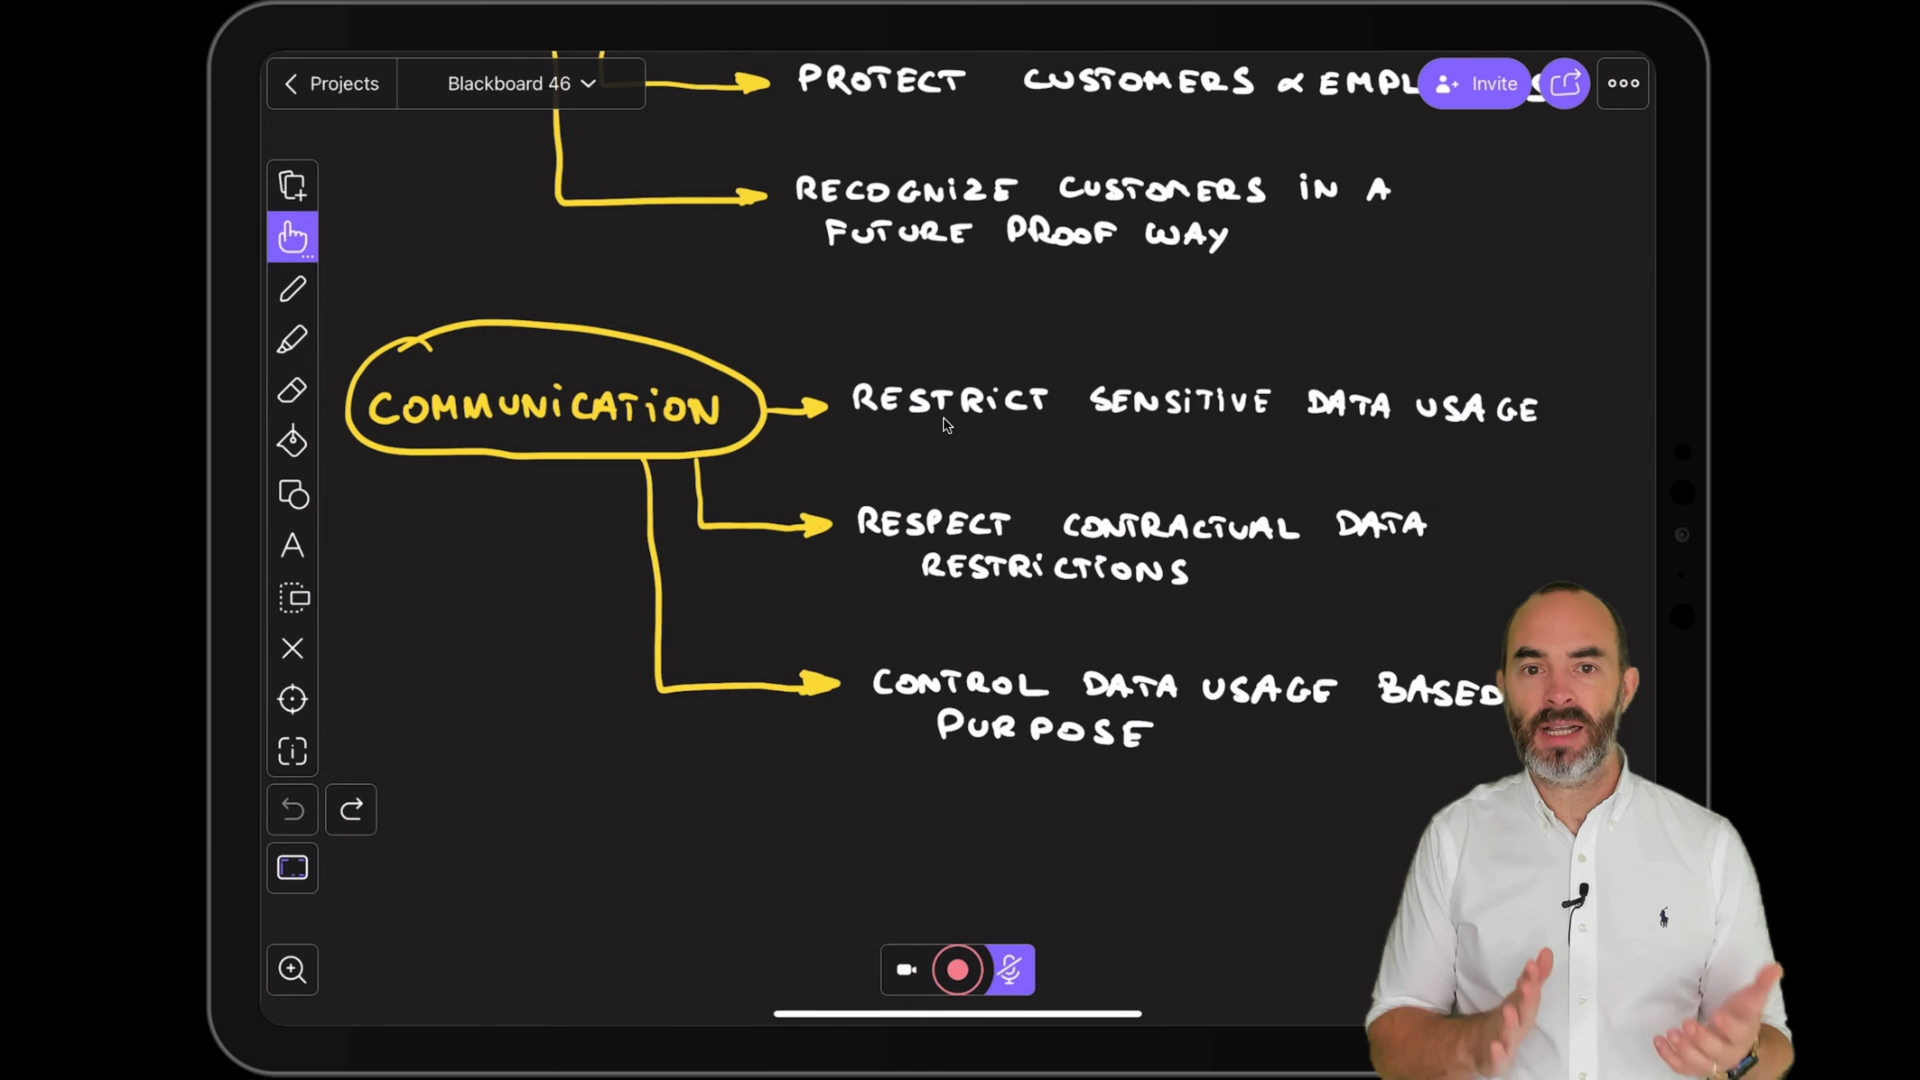 Projects
Blackboard 46
PROTECT CUSTOMERS & EMPL
Invite
RECOGNIZE CUSTOMERS IN A
FUTURE PROOF WAY
COMMUNICATION
RESTRICT SENSITIVE DATA USAGE
RESPECT CONTRACTUAL DATA
RESTRICTIONS
CONTROL DATA USAGE BASED
PURPOSE